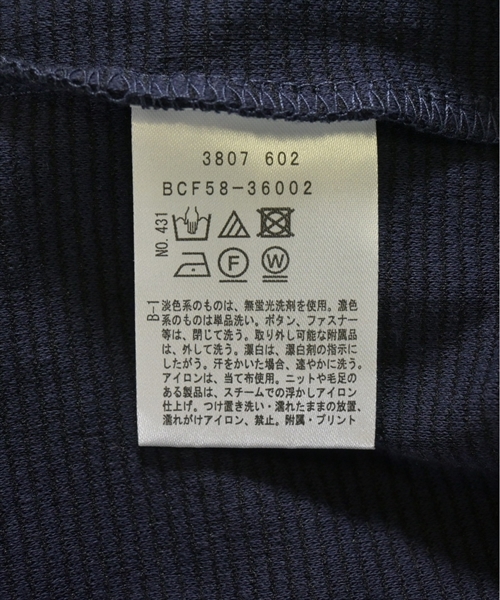 3807 602
BCF58-36002
NO. 431
F
W
B-1
淡色系のものは、無蛍光洗剤を使用。濃色
系のものは単品洗い。ボタン、ファスナー
等は、閉じて洗う。取り外し可能な附属品
は、外して洗う。漂白は、漂白剤の指示に
したがう。汗をかいた場合、速やかに洗う。
アイロンは、当て布使用。ニットや毛足の
ある製品は、スチームでの浮かしアイロン
仕上げ。つけ置き洗い・濡れたままの放置、
濡れがけアイロン、禁止。附属・プリント